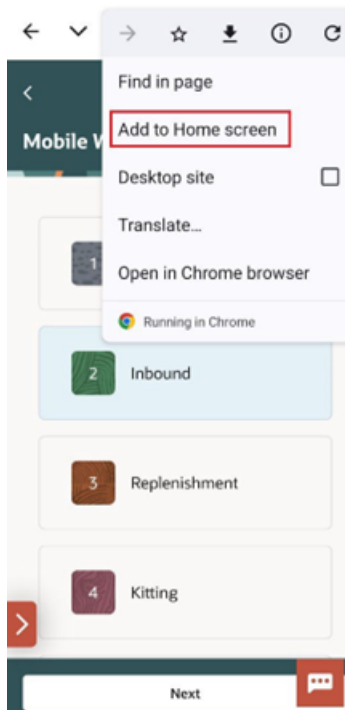 Find in page
Mobile W
Add to Home screen
Desktop site
Translate...
Open in Chrome browser
Running in Chrome
1
2 Inbound
3 Replenishment
4 Kitting
Next